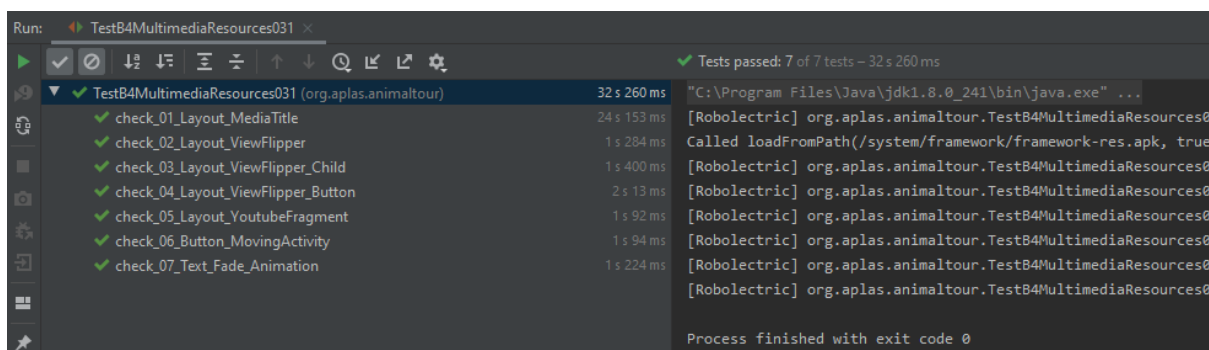 Run: TestB4MultimediaResources031 ×
Tests passed: 7 of 7 tests – 32 s 260 ms
TestB4MultimediaResources031 (org.aplas.animaltour) 32 s 260 ms
check_01_Layout_MediaTitle 24 s 153 ms
check_02_Layout_ViewFlipper 1 s 284 ms
check_03_Layout_ViewFlipper_Child 1 s 400 ms
check_04_Layout_ViewFlipper_Button 2 s 13 ms
check_05_Layout_YoutubeFragment 1 s 92 ms
check_06_Button_MovingActivity 1 s 94 ms
check_07_Text_Fade_Animation 1 s 224 ms
"C:\Program Files\Java\jdk1.8.0_241\bin\java.exe" ...
[Robolectric] org.aplas.animaltour.TestB4MultimediaResources0
Called loadFromPath(/system/framework/framework-res.apk, true
[Robolectric] org.aplas.animaltour.TestB4MultimediaResources0
[Robolectric] org.aplas.animaltour.TestB4MultimediaResources0
[Robolectric] org.aplas.animaltour.TestB4MultimediaResources0
[Robolectric] org.aplas.animaltour.TestB4MultimediaResources0
[Robolectric] org.aplas.animaltour.TestB4MultimediaResources0
[Robolectric] org.aplas.animaltour.TestB4MultimediaResources0
Process finished with exit code 0